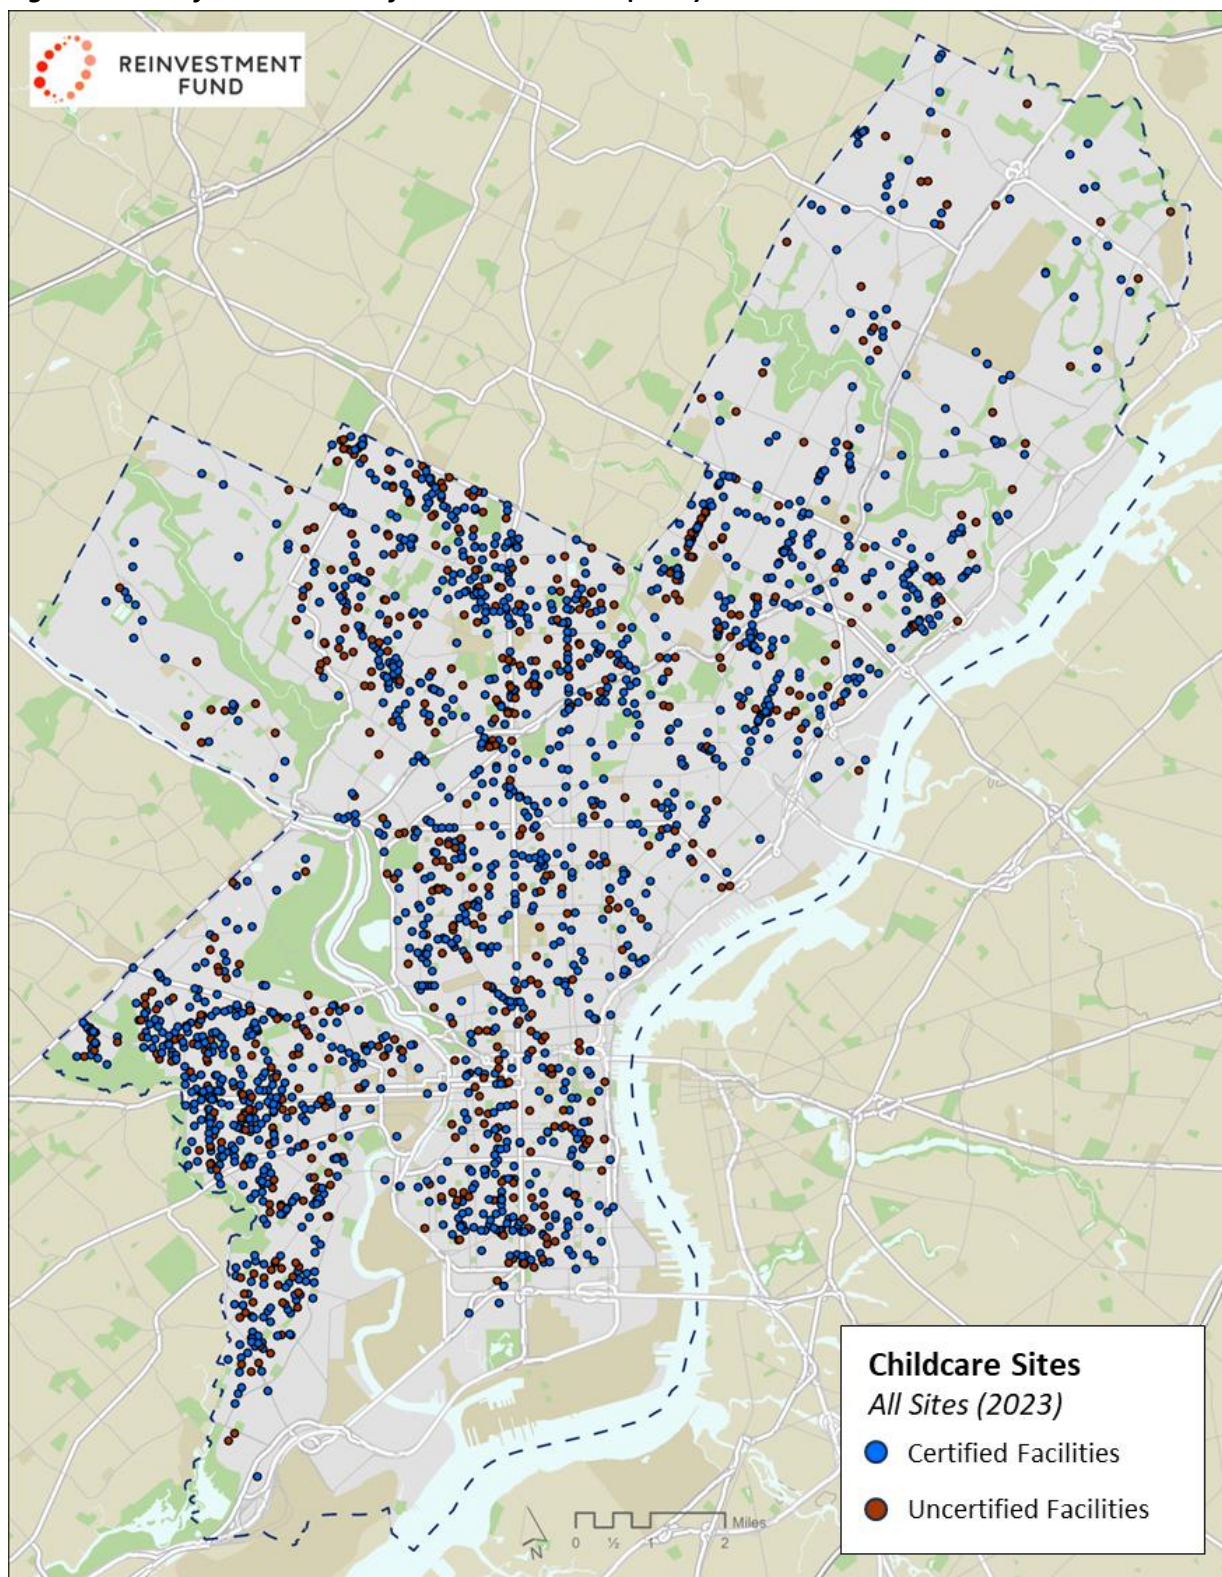 REINVESTMENT
FUND
Childcare Sites
All Sites (2023)
Certified Facilities
Uncertified Facilities
Miles
0 ½ 1 2
N